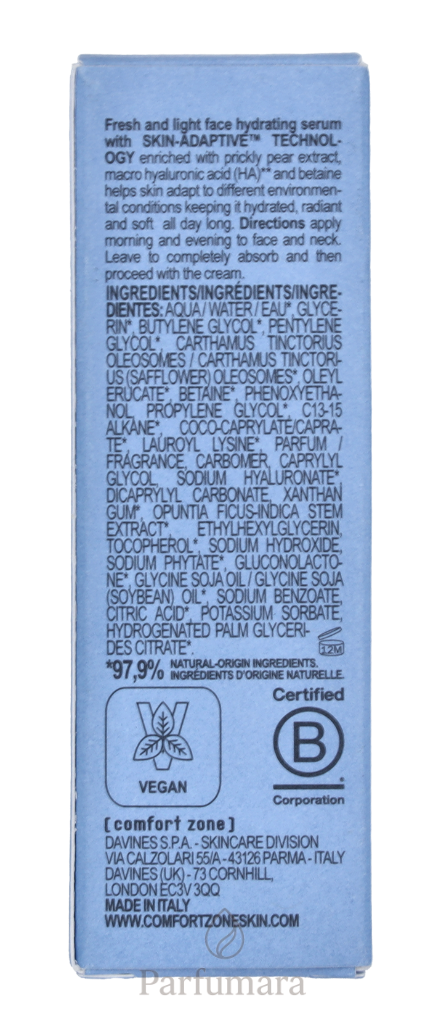 Fresh and light face hydrating serum
with SKIN-ADAPTIVE™ TECHNOL-
OGY enriched with prickly pear extract,
macro hyaluronic acid (HA)** and betaine
helps skin adapt to different environmen-
tal conditions keeping it hydrated, radiant
and soft all day long. Directions apply
morning and evening to face and neck.
Leave to completely absorb and then
proceed with the cream.
INGREDIENTS/INGRÉDIENTS/INGRE-
DIENTES: AQUA / WATER / EAU*, GLYCE-
RIN*, BUTYLENE GLYCOL*, PENTYLENE
GLYCOL*, CARTHAMUS TINCTORIUS
OLEOSOMES / CARTHAMUS TINCTORI-
US (SAFFLOWER) OLEOSOMES*, OLEYL
ERUCATE*, BETAINE*, PHENOXYETHA-
NOL, PROPYLENE GLYCOL*, C13-15
ALKANE*, COCO-CAPRYLATE/CAPRA-
TE*, LAUROYL LYSINE*, PARFUM /
FRAGRANCE, CARBOMER, CAPRYLYL
GLYCOL, SODIUM HYALURONATE*,
DICAPRYLYL CARBONATE, XANTHAN
GUM*, OPUNTIA FICUS-INDICA STEM
EXTRACT*, ETHYLHEXYLGLYCERIN,
TOCOPHEROL*, SODIUM HYDROXIDE,
SODIUM PHYTATE*, GLUCONOLACTO-
NE*, GLYCINE SOJA OIL / GLYCINE SOJA
(SOYBEAN) OIL*, SODIUM BENZOATE,
CITRIC ACID*, POTASSIUM SORBATE,
HYDROGENATED PALM GLYCERI-
DES CITRATE*.
12M
*97,9% NATURAL-ORIGIN INGREDIENTS.
INGRÉDIENTS D'ORIGINE NATURELLE.
VEGAN
Certified
B
Corporation
[ comfort zone ]
DAVINES S.P.A. - SKINCARE DIVISION
VIA CALZOLARI 55/A - 43126 PARMA - ITALY
DAVINES (UK) - 73 CORNHILL,
LONDON EC3V 3QQ
MADE IN ITALY
WWW.COMFORTZONESKIN.COM
Parfumara